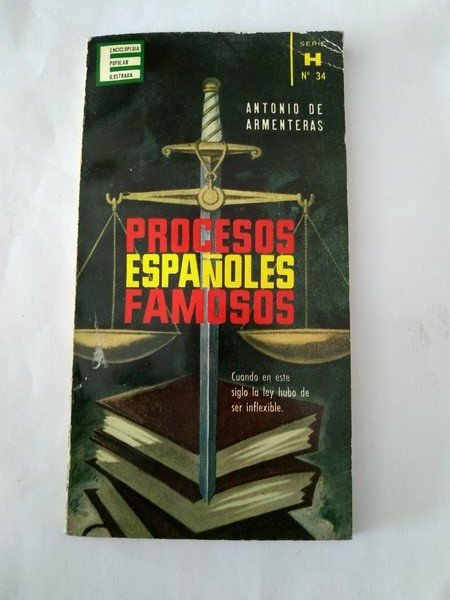 ENCICLOPEDIA
POPULAR
ILUSTRADA
SERIE
H
Nº 34
ANTONIO DE
ARMENTERAS
PROCESOS
ESPAÑOLES
FAMOSOS
Cuando en este
siglo la ley hubo de
ser inflexible.